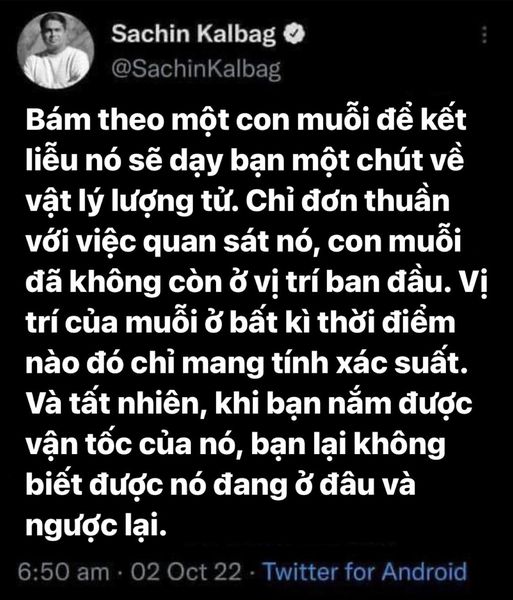 Sachin Kalbag
@SachinKalbag
Bám theo một con muỗi để kết
liễu nó sẽ dạy bạn một chút về
vật lý lượng tử. Chỉ đơn thuần
với việc quan sát nó, con muỗi
đã không còn ở vị trí ban đầu. Vị
trí của muỗi ở bất kì thời điểm
nào đó chỉ mang tính xác suất.
Và tất nhiên, khi bạn nắm được
vận tốc của nó, bạn lại không
biết được nó đang ở đâu và
ngược lại.
6:50 am · 02 Oct 22 · Twitter for Android